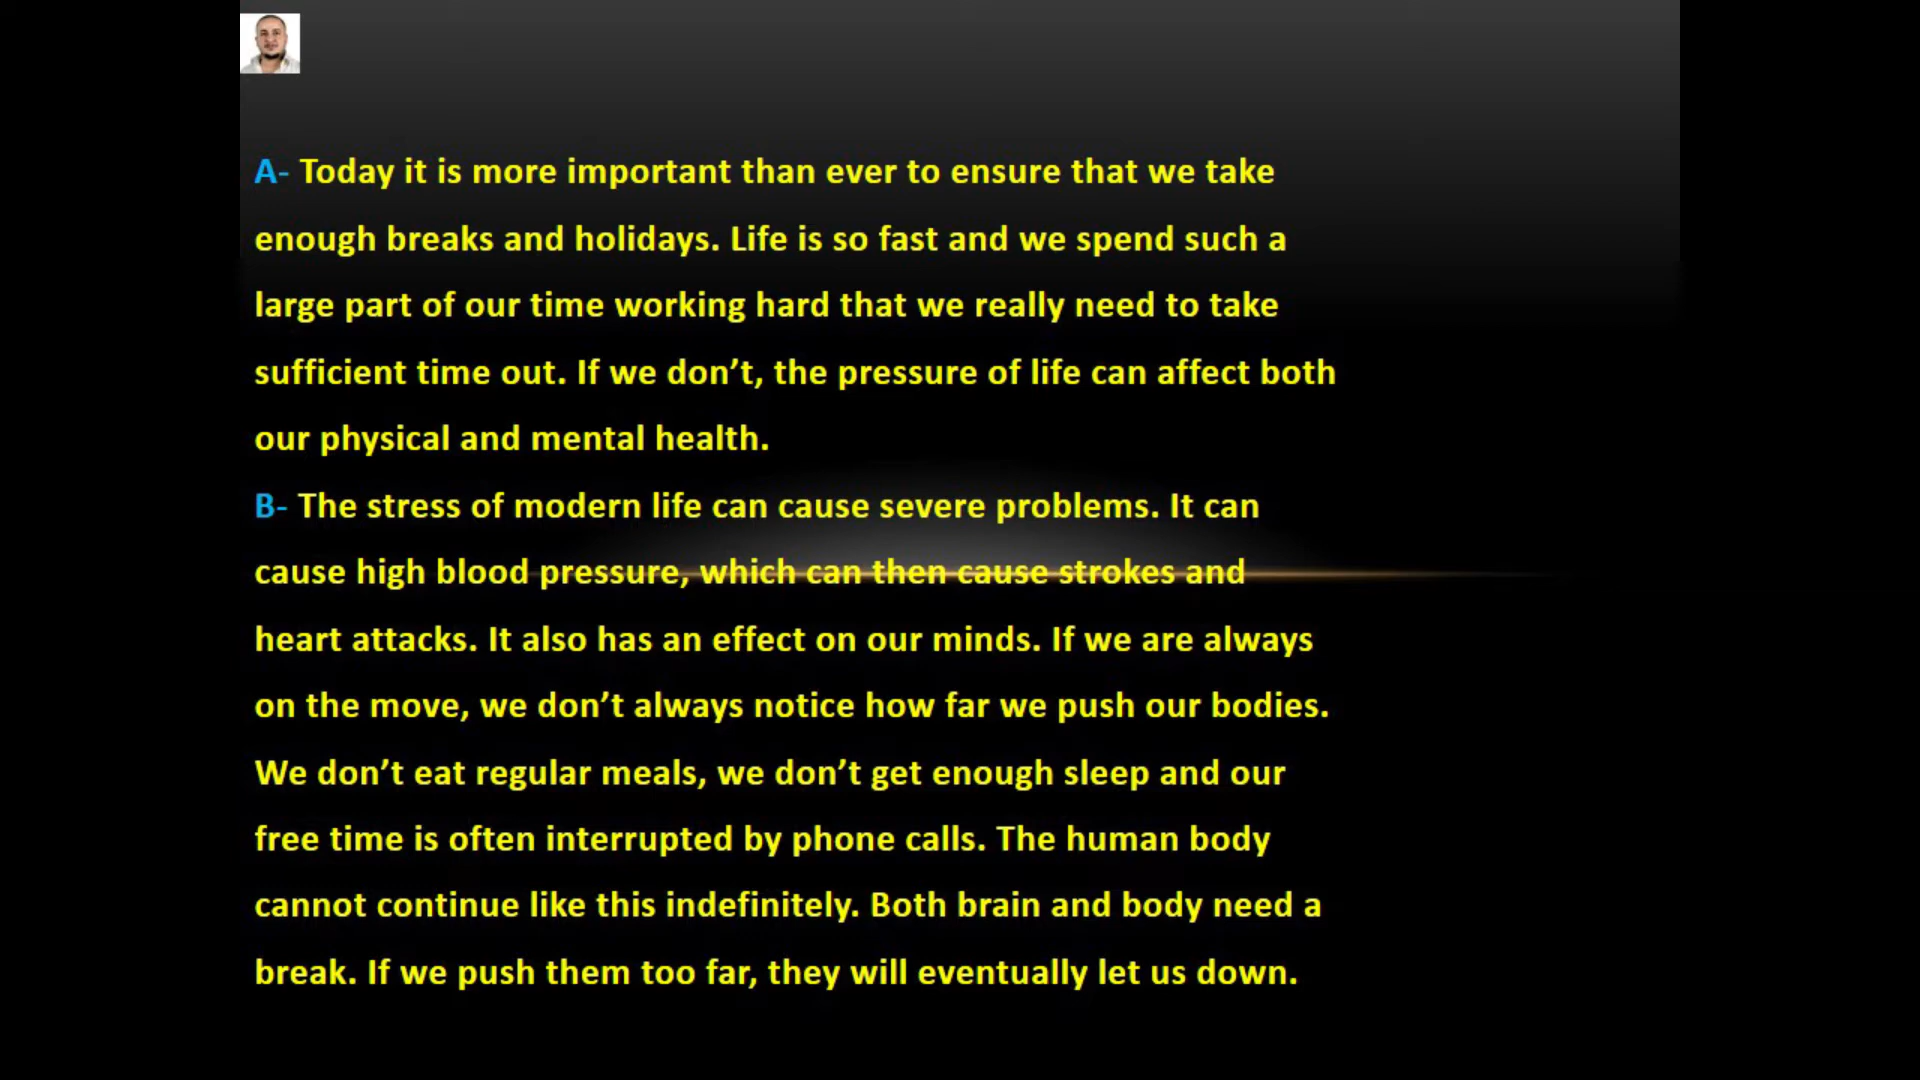 A- Today it is more important than ever to ensure that we take
enough breaks and holidays. Life is so fast and we spend such a
large part of our time working hard that we really need to take
sufficient time out. If we don’t, the pressure of life can affect both
our physical and mental health.
B- The stress of modern life can cause severe problems. It can
cause high blood pressure, which can then cause strokes and
heart attacks. It also has an effect on our minds. If we are always
on the move, we don’t always notice how far we push our bodies.
We don’t eat regular meals, we don’t get enough sleep and our
free time is often interrupted by phone calls. The human body
cannot continue like this indefinitely. Both brain and body need a
break. If we push them too far, they will eventually let us down.